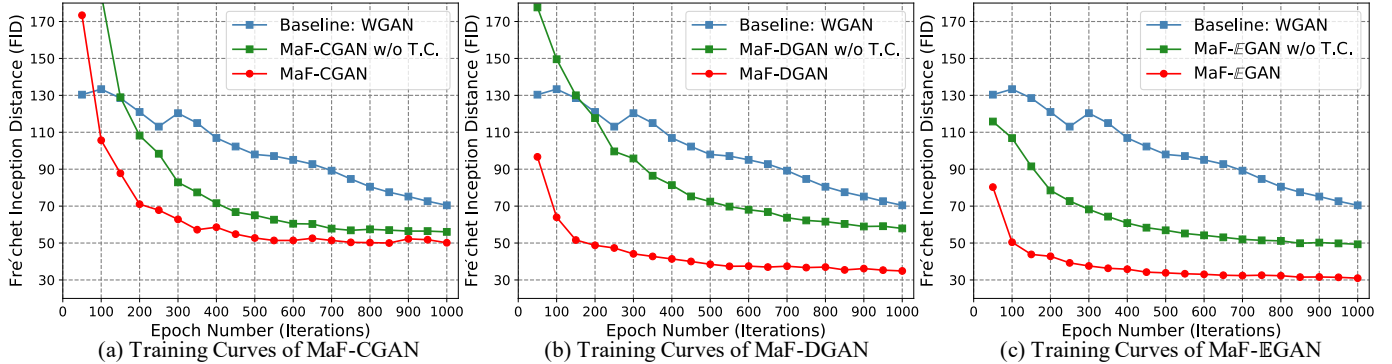 Fréchet Inception Distance (FID)
170
150
130
110
90
70
50
30
Baseline: WGAN
MaF-CGAN w/o T.C.
MaF-CGAN
0 100 200 300 400 500 600 700 800 900 1000
Epoch Number (Iterations)
(a) Training Curves of MaF-CGAN
Fréchet Inception Distance (FID)
170
150
130
110
90
70
50
30
Baseline: WGAN
MaF-DGAN w/o T.C.
MaF-DGAN
0 100 200 300 400 500 600 700 800 900 1000
Epoch Number (Iterations)
(b) Training Curves of MaF-DGAN
Fréchet Inception Distance (FID)
170
150
130
110
90
70
50
30
Baseline: WGAN
MaF-𝔼GAN w/o T.C.
MaF-𝔼GAN
0 100 200 300 400 500 600 700 800 900 1000
Epoch Number (Iterations)
(c) Training Curves of MaF-𝔼GAN